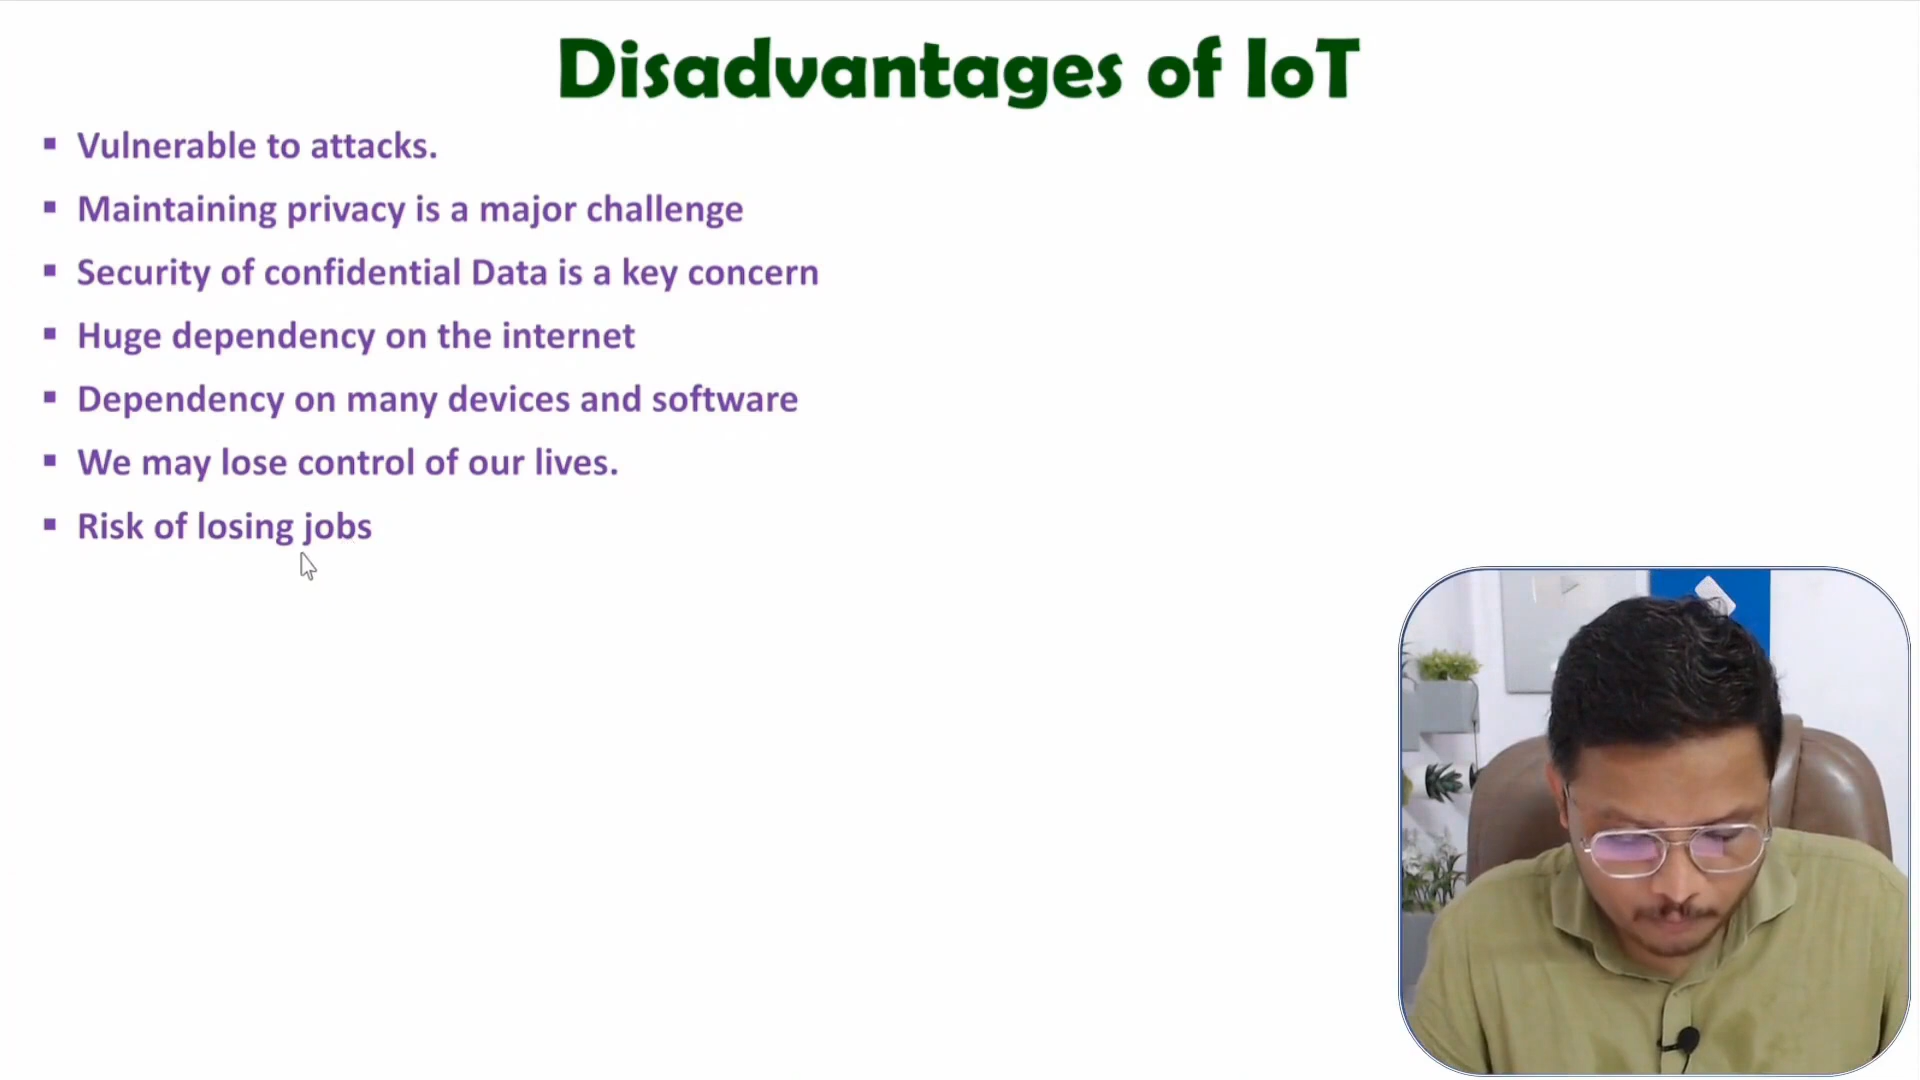 Disadvantages of IoT
▪ Vulnerable to attacks.
▪ Maintaining privacy is a major challenge
▪ Security of confidential Data is a key concern
▪ Huge dependency on the internet
▪ Dependency on many devices and software
▪ We may lose control of our lives.
▪ Risk of losing jobs